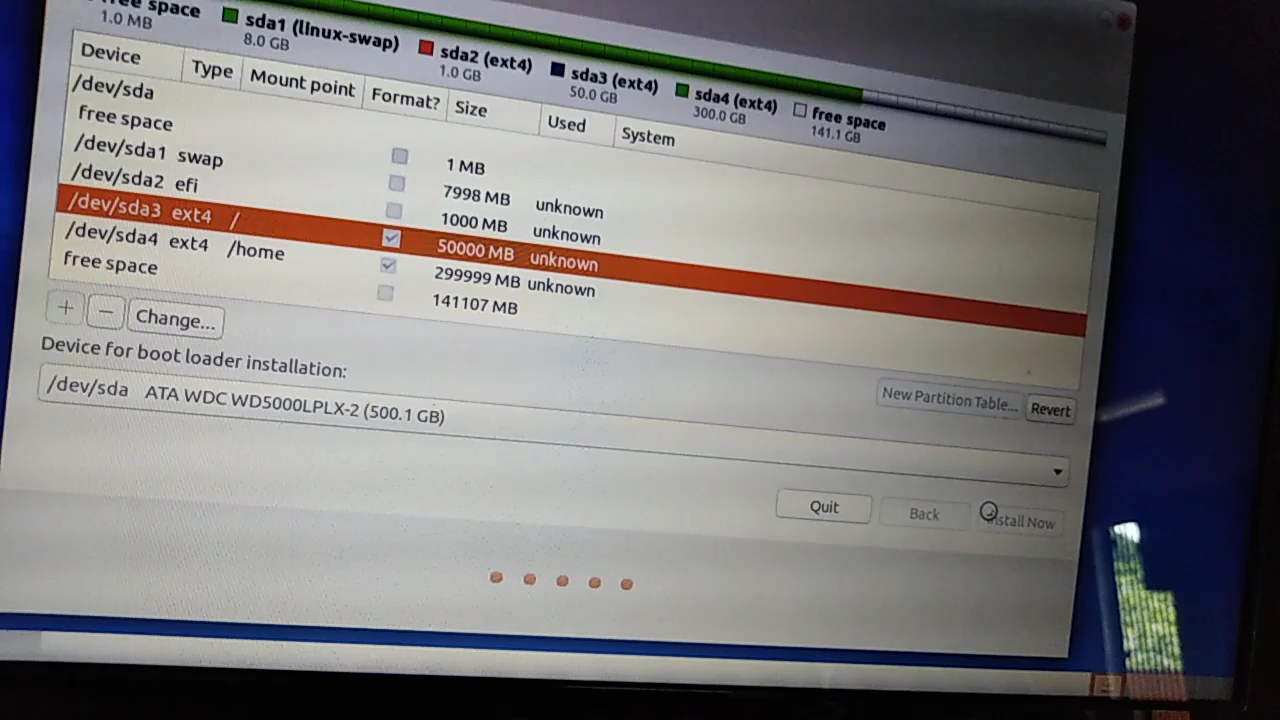 free space
1.0 MB
sda1 (linux-swap)
8.0 GB
sda2 (ext4)
1.0 GB
sda3 (ext4)
50.0 GB
sda4 (ext4)
300.0 GB
free space
141.1 GB
Device Type Mount point Format? Size Used System
/dev/sda
free space 1 MB
/dev/sda1 swap 7998 MB unknown
/dev/sda2 efi 1000 MB unknown
/dev/sda3 ext4 / 50000 MB unknown
/dev/sda4 ext4 /home 299999 MB unknown
free space 141107 MB
+ − Change...
New Partition Table... Revert
Device for boot loader installation:
/dev/sda ATA WDC WD5000LPLX-2 (500.1 GB)
Quit Back Install Now